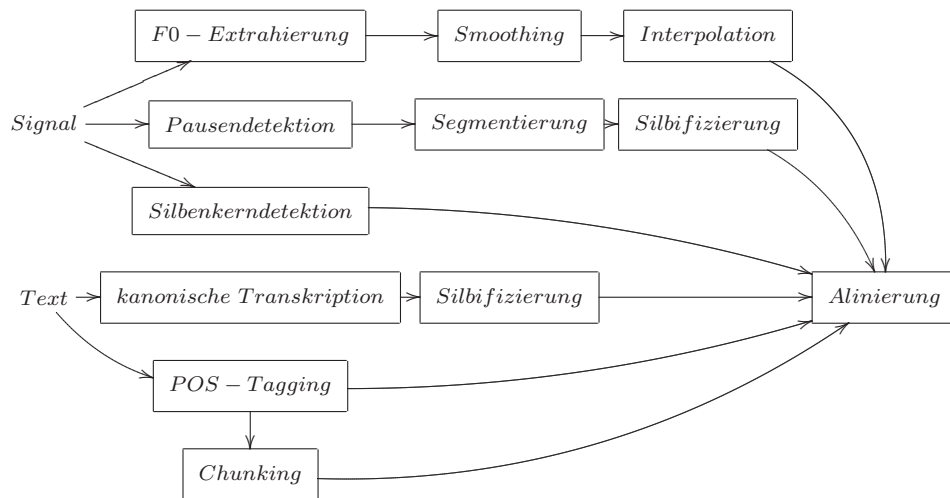 F0 − Extrahierung
Smoothing
Interpolation
Signal
Pausendetektion
Segmentierung
Silbifizierung
Silbenkerndetektion
Text
kanonische Transkription
Silbifizierung
Alinierung
POS − Tagging
Chunking